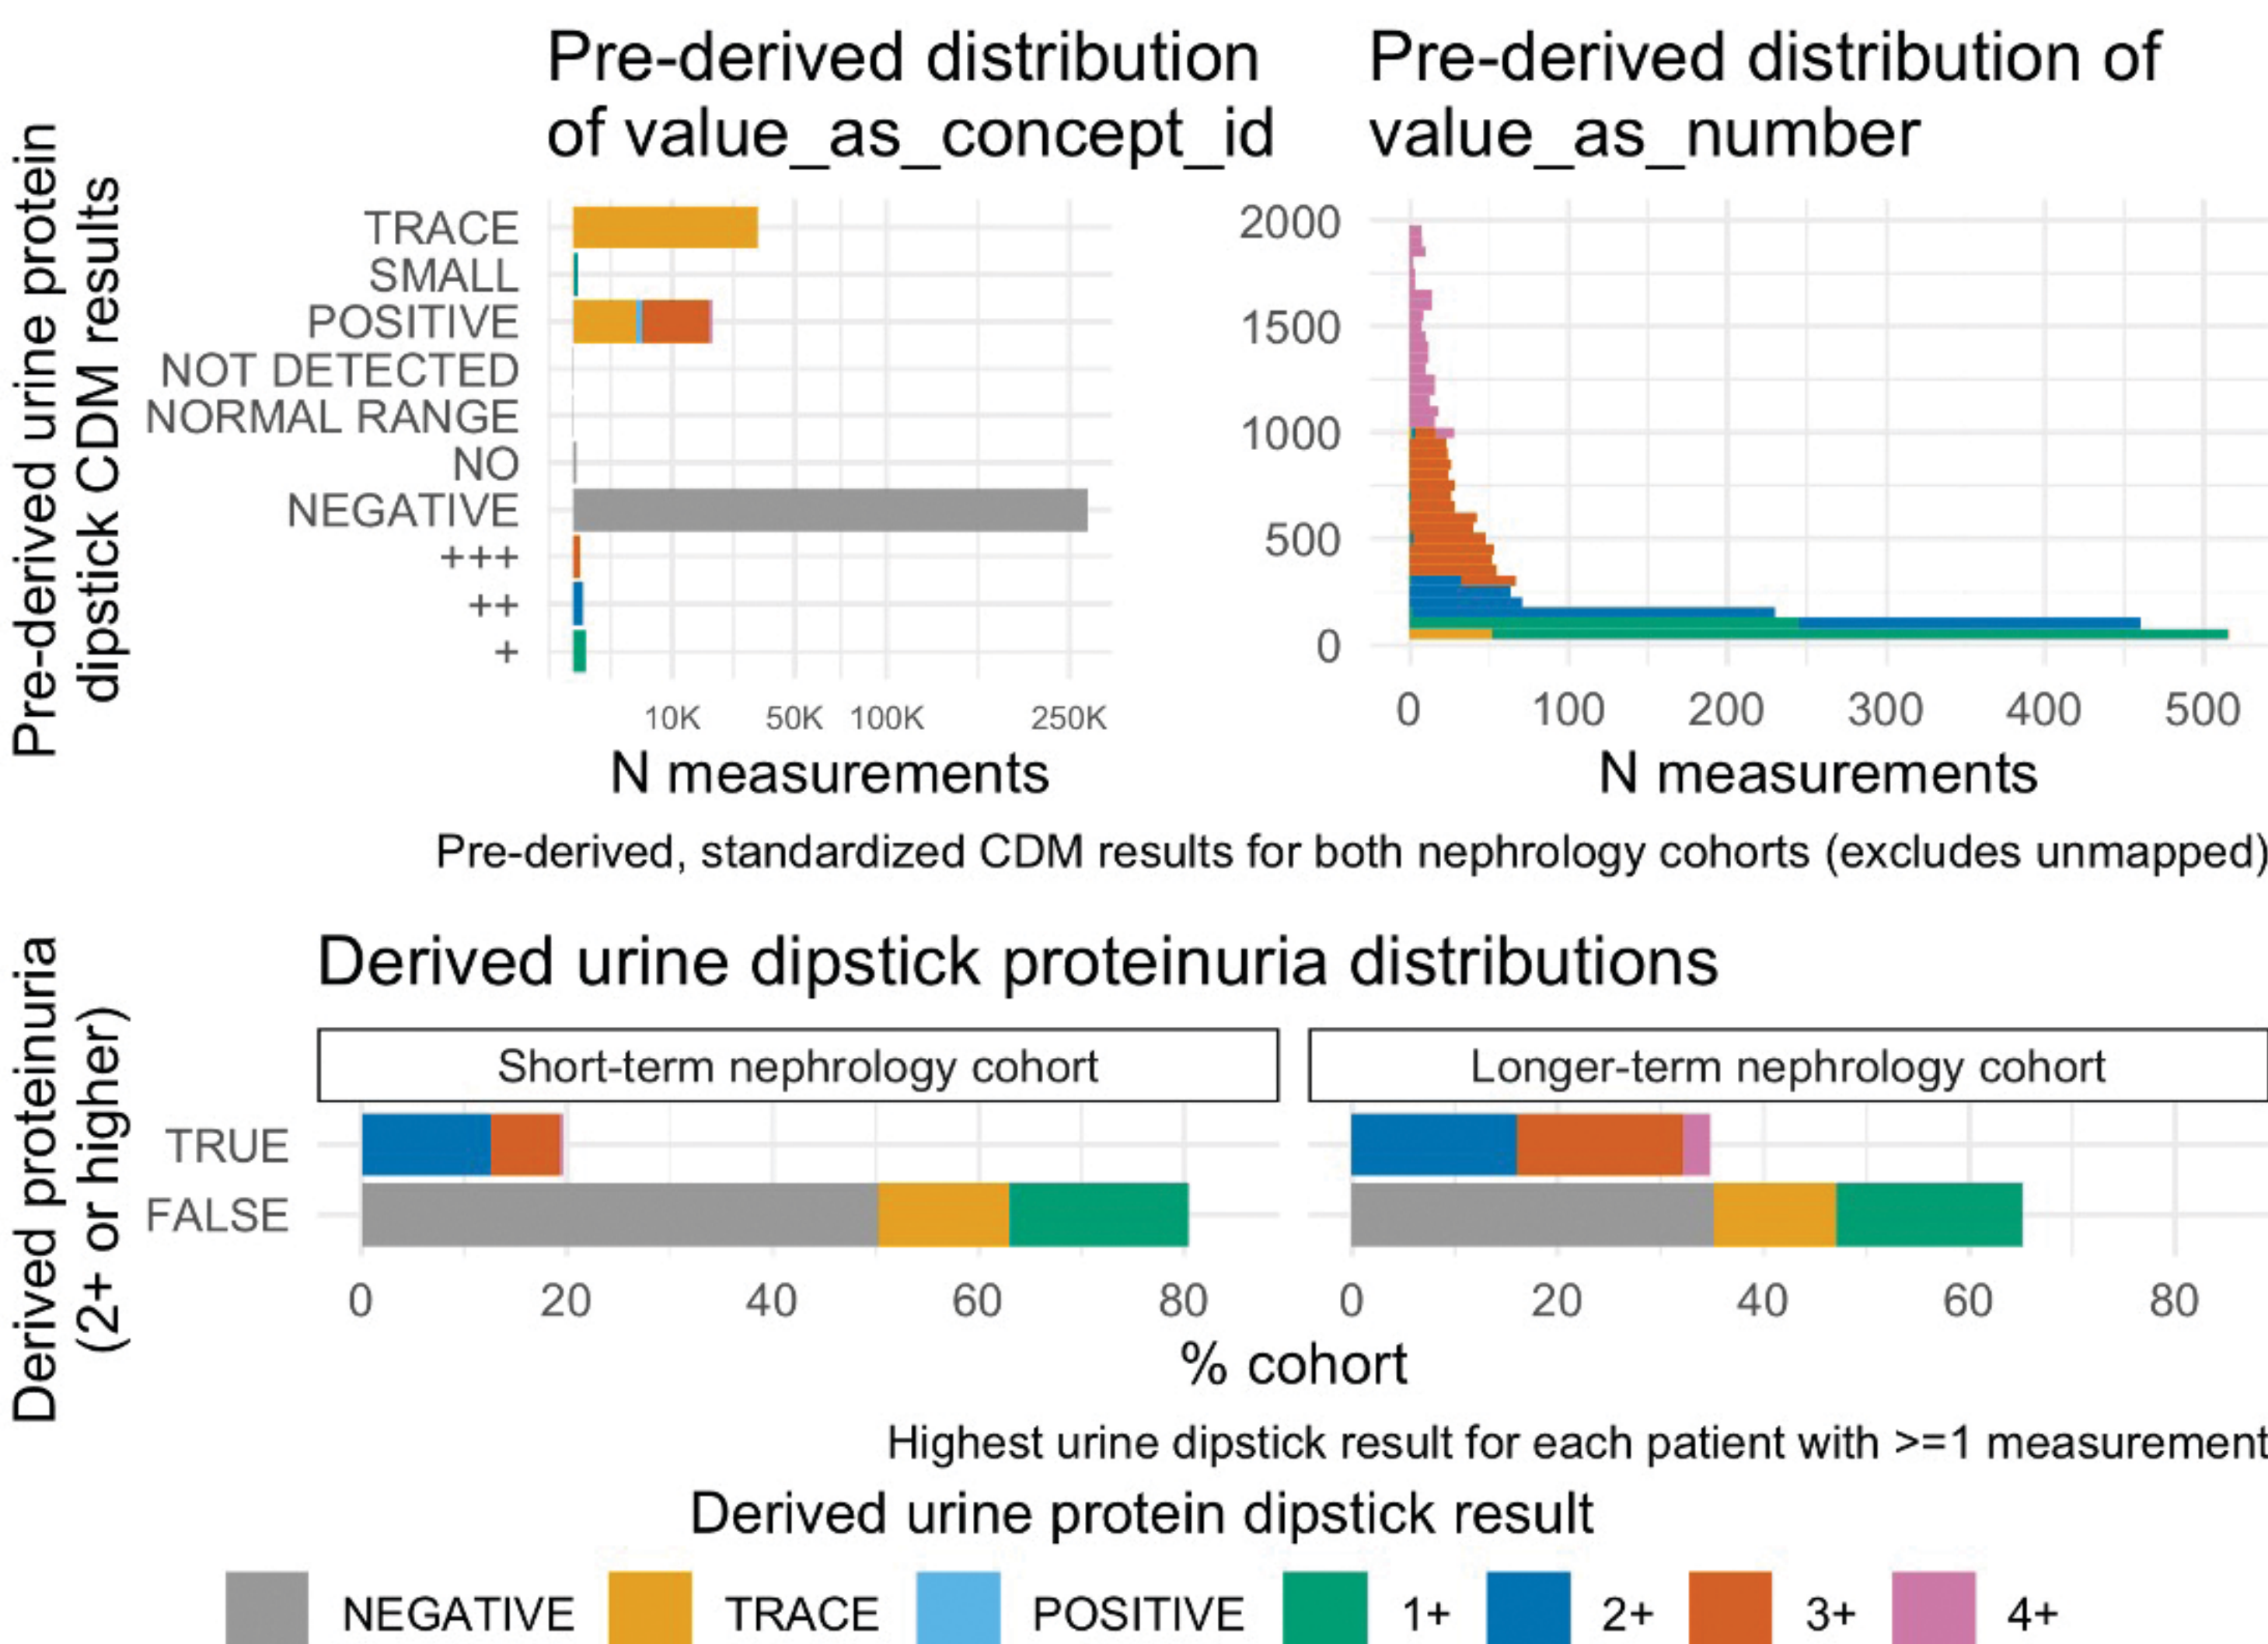 Pre-derived distribution
of value_as_concept_id
Pre-derived distribution of
value_as_number
Pre-derived urine protein
dipstick CDM results
TRACE
SMALL
POSITIVE
NOT DETECTED
NORMAL RANGE
NO
NEGATIVE
+++
++
+
10K 50K 100K 250K
N measurements
2000
1500
1000
500
0
0 100 200 300 400 500
N measurements
Pre-derived, standardized CDM results for both nephrology cohorts (excludes unmapped)
Derived urine dipstick proteinuria distributions
Derived proteinuria
(2+ or higher)
Short-term nephrology cohort
Longer-term nephrology cohort
TRUE
FALSE
0 20 40 60 80
0 20 40 60 80
% cohort
Highest urine dipstick result for each patient with >=1 measurement
Derived urine protein dipstick result
NEGATIVE TRACE POSITIVE 1+ 2+ 3+ 4+